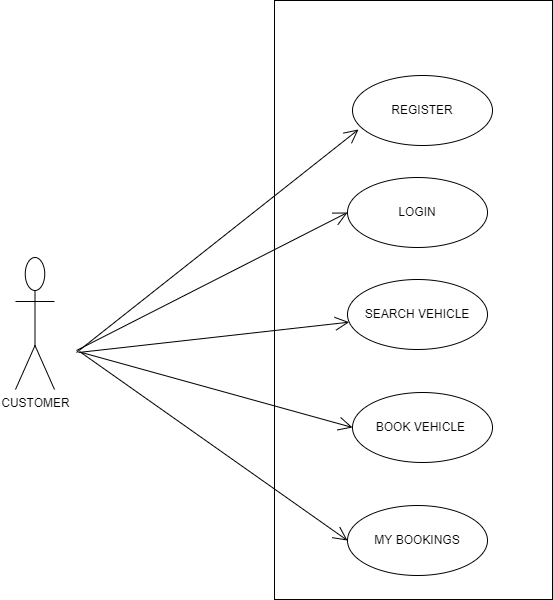 REGISTER
LOGIN
SEARCH VEHICLE
CUSTOMER
BOOK VEHICLE
MY BOOKINGS